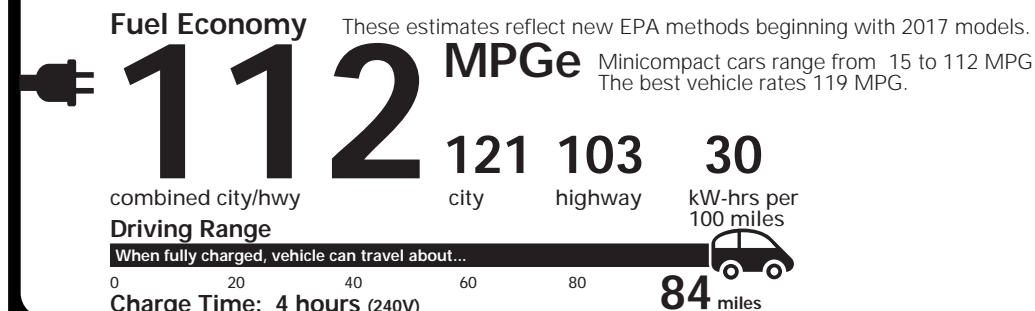 Fuel Economy These estimates reflect new EPA methods beginning with 2017 models.
112 MPGe Minicompact cars range from 15 to 112 MPG
The best vehicle rates 119 MPG.
121 103 30
combined city/hwy city highway kW-hrs per
100 miles
Driving Range
When fully charged, vehicle can travel about...
0 20 40 60 80 84 miles
Charge Time: 4 hours (240V)